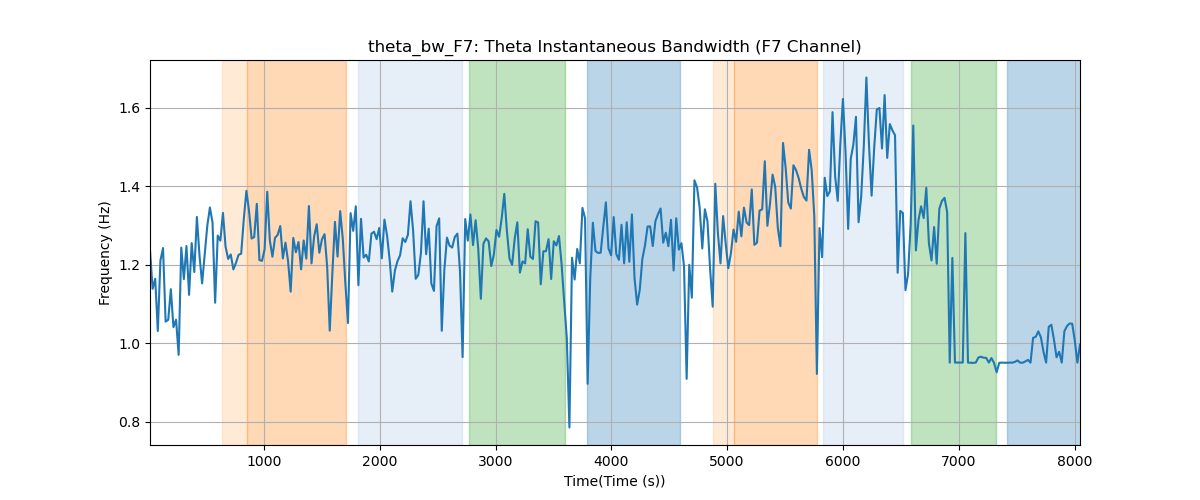 theta_bw_F7: Theta Instantaneous Bandwidth (F7 Channel)
Frequency (Hz)
1.6
1.4
1.2
1.0
0.8
1000 2000 3000 4000 5000 6000 7000 8000
Time(Time (s))